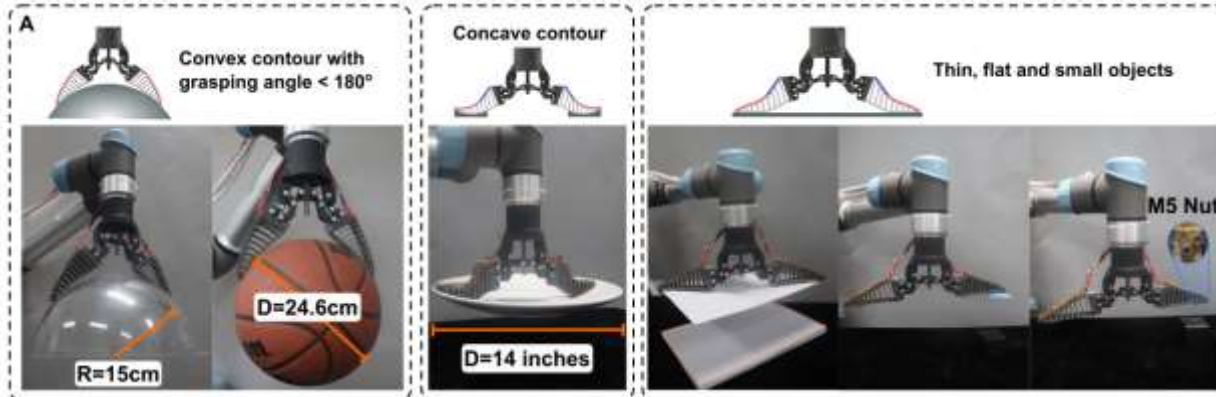 A
Convex contour with
grasping angle < 180°
R=15cm
D=24.6cm
Concave contour
D=14 inches
Thin, flat and small objects
M5 Nut